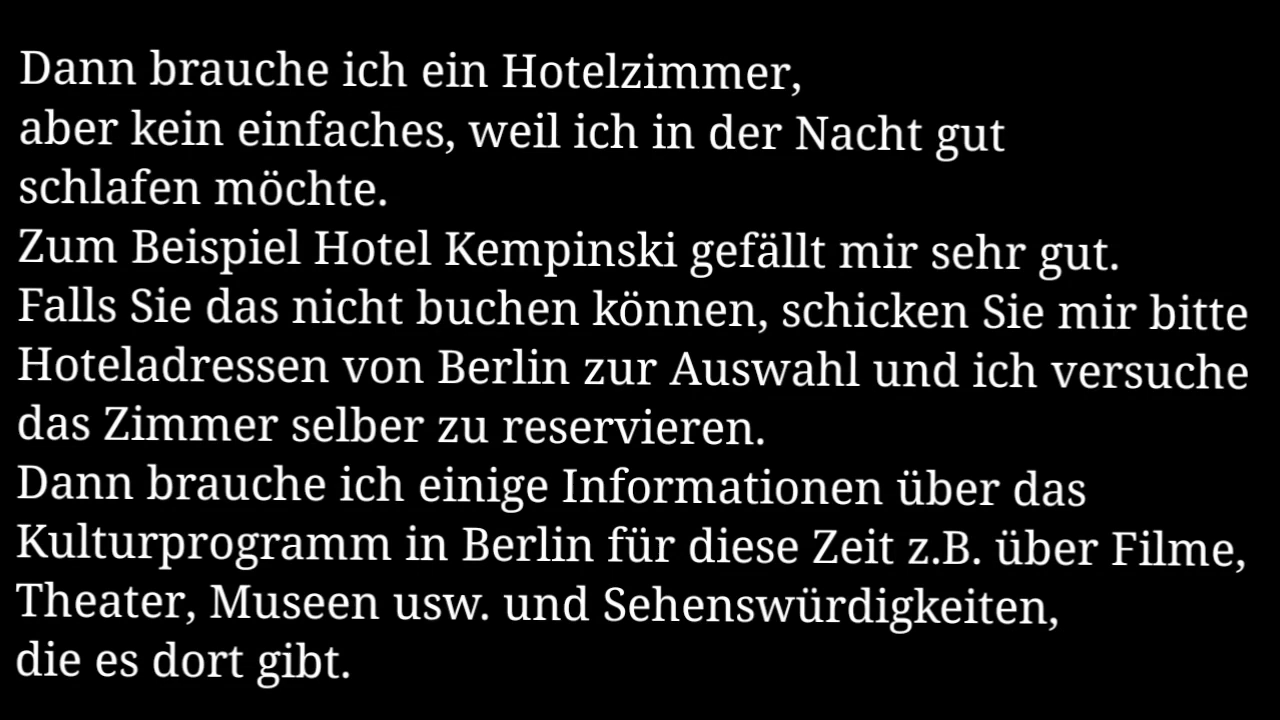 Dann brauche ich ein Hotelzimmer,
aber kein einfaches, weil ich in der Nacht gut
schlafen möchte.
Zum Beispiel Hotel Kempinski gefällt mir sehr gut.
Falls Sie das nicht buchen können, schicken Sie mir bitte
Hoteladressen von Berlin zur Auswahl und ich versuche
das Zimmer selber zu reservieren.
Dann brauche ich einige Informationen über das
Kulturprogramm in Berlin für diese Zeit z.B. über Filme,
Theater, Museen usw. und Sehenswürdigkeiten,
die es dort gibt.